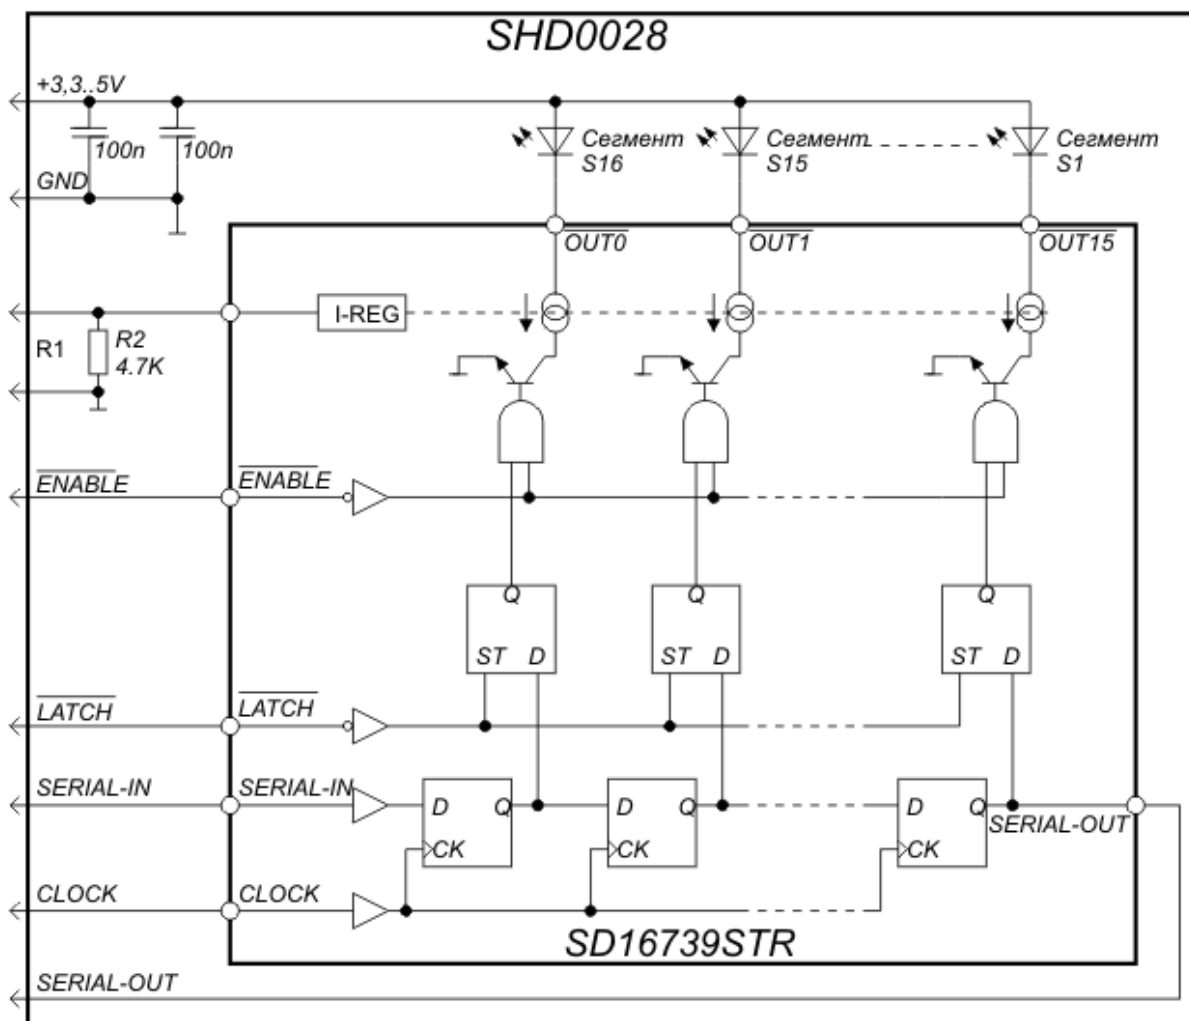 SHD0028
+3,3..5V
100n
100n
Сегмент
S16
Сегмент
S15
Сегмент
S1
GND
OUT0
OUT1
OUT15
I-REG
R1
R2
4.7K
ENABLE
ENABLE
Q
Q
Q
ST D
ST D
ST D
LATCH
LATCH
SERIAL-IN
SERIAL-IN
D Q
D Q
D Q
SERIAL-OUT
CK
CK
CK
CLOCK
CLOCK
SD16739STR
SERIAL-OUT